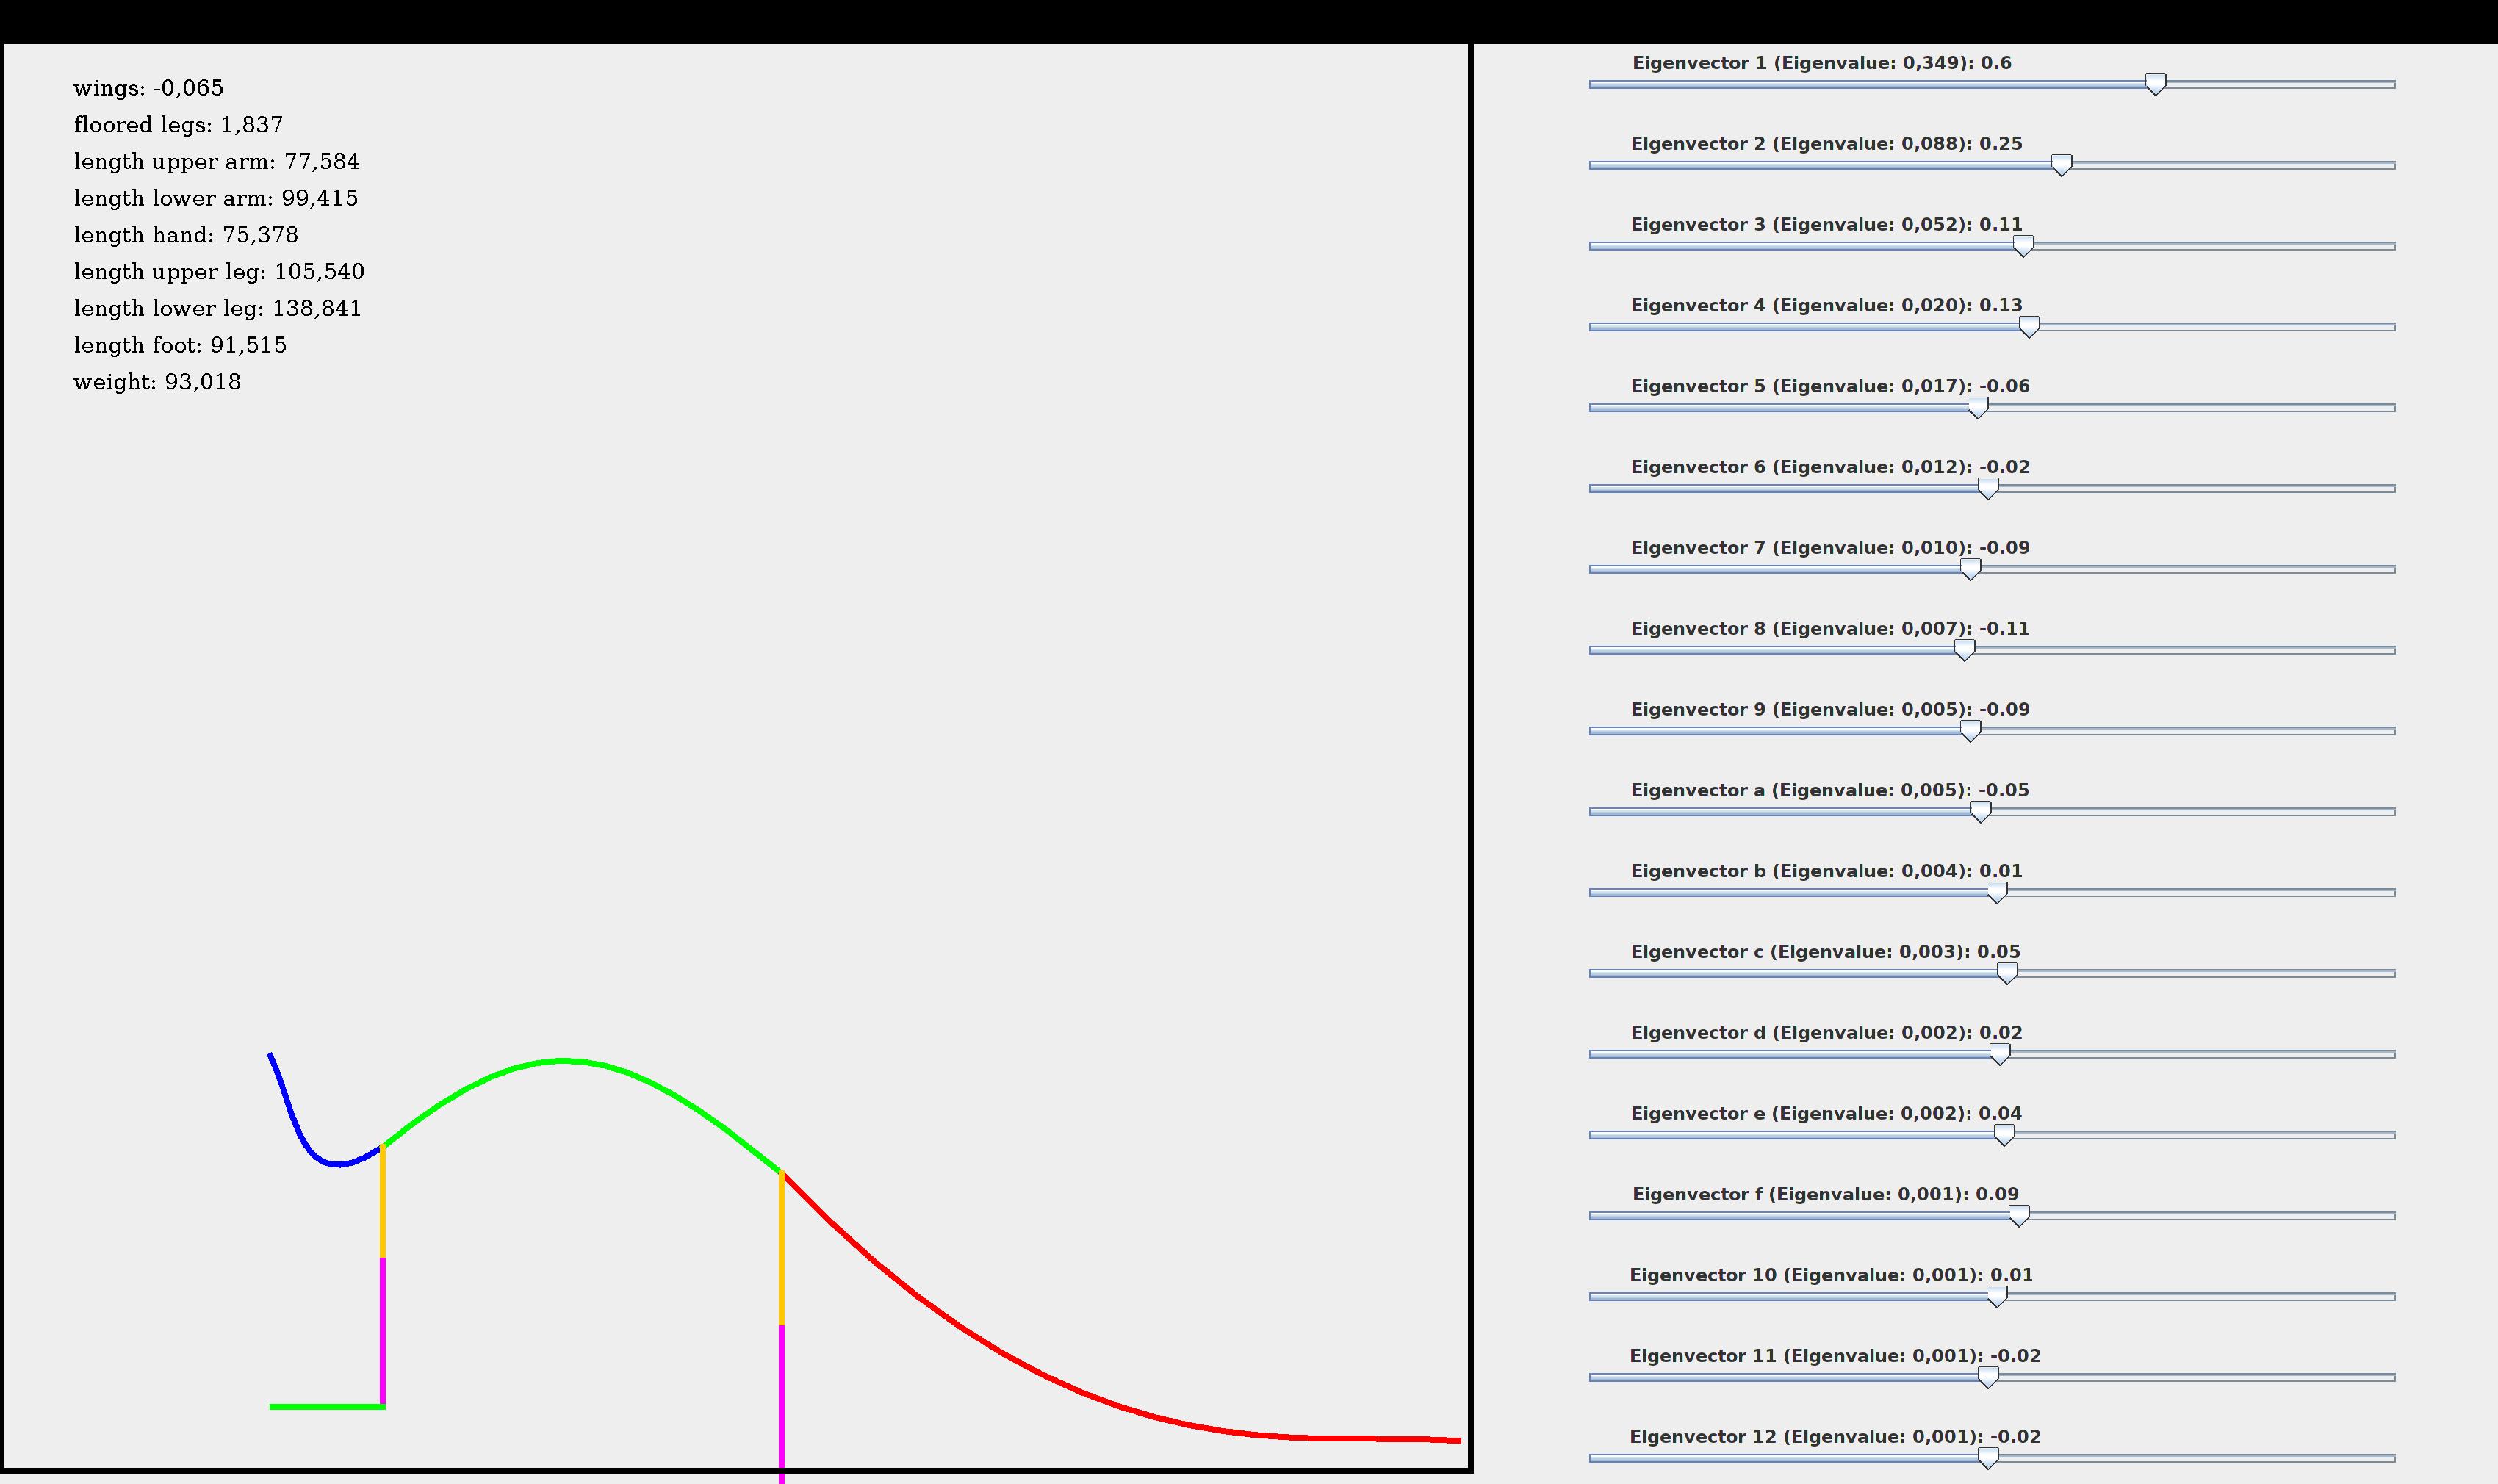 wings: -0,065
floored legs: 1,837
length upper arm: 77,584
length lower arm: 99,415
length hand: 75,378
length upper leg: 105,540
length lower leg: 138,841
length foot: 91,515
weight: 93,018
Eigenvector 1 (Eigenvalue: 0,349): 0.6
Eigenvector 2 (Eigenvalue: 0,088): 0.25
Eigenvector 3 (Eigenvalue: 0,052): 0.11
Eigenvector 4 (Eigenvalue: 0,020): 0.13
Eigenvector 5 (Eigenvalue: 0,017): -0.06
Eigenvector 6 (Eigenvalue: 0,012): -0.02
Eigenvector 7 (Eigenvalue: 0,010): -0.09
Eigenvector 8 (Eigenvalue: 0,007): -0.11
Eigenvector 9 (Eigenvalue: 0,005): -0.09
Eigenvector a (Eigenvalue: 0,005): -0.05
Eigenvector b (Eigenvalue: 0,004): 0.01
Eigenvector c (Eigenvalue: 0,003): 0.05
Eigenvector d (Eigenvalue: 0,002): 0.02
Eigenvector e (Eigenvalue: 0,002): 0.04
Eigenvector f (Eigenvalue: 0,001): 0.09
Eigenvector 10 (Eigenvalue: 0,001): 0.01
Eigenvector 11 (Eigenvalue: 0,001): -0.02
Eigenvector 12 (Eigenvalue: 0,001): -0.02